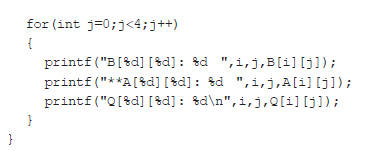 for(int j=0;j<4;j++)
{
printf("B[%d][%d]: %d ",i,j,B[i][j]);
printf("**A[%d][%d]: %d ",i,j,A[i][j]);
printf("Q[%d][%d]: %d\n",i,j,Q[i][j]);
}
}